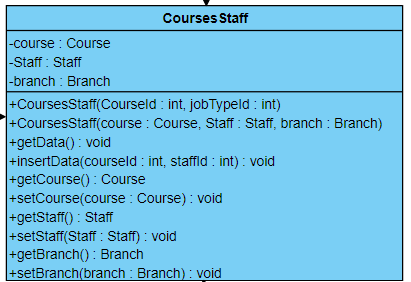 CoursesStaff
-course : Course
-Staff : Staff
-branch : Branch
+CoursesStaff(CourseId : int, jobTypeId : int)
+CoursesStaff(course : Course, Staff : Staff, branch : Branch)
+getData() : void
+insertData(courseId : int, staffId : int) : void
+getCourse() : Course
+setCourse(course : Course) : void
+getStaff() : Staff
+setStaff(Staff : Staff) : void
+getBranch() : Branch
+setBranch(branch : Branch) : void